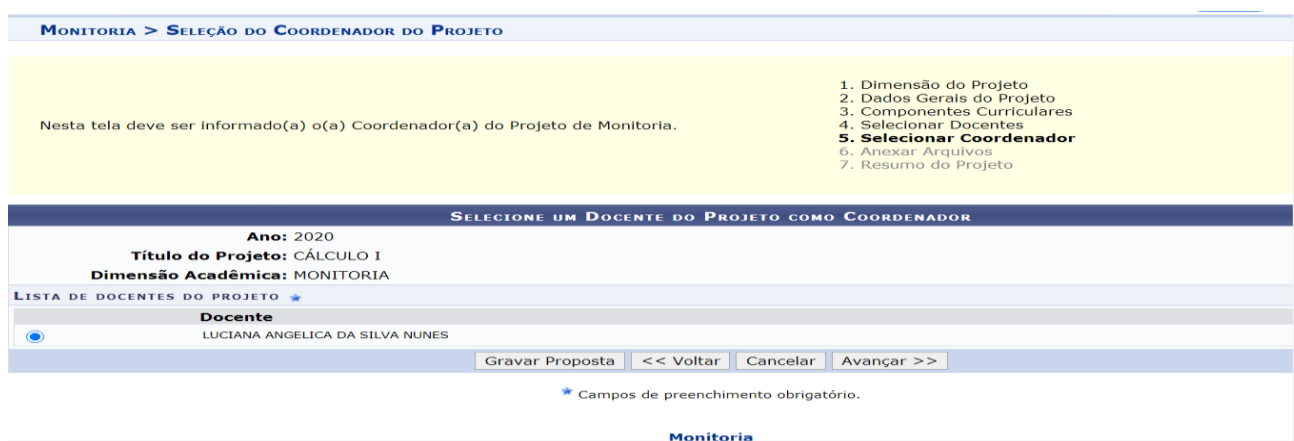 Monitoria > Seleção do Coordenador do Projeto
Nesta tela deve ser informado(a) o(a) Coordenador(a) do Projeto de Monitoria.
1. Dimensão do Projeto
2. Dados Gerais do Projeto
3. Componentes Curriculares
4. Selecionar Docentes
5. Selecionar Coordenador
6. Anexar Arquivos
7. Resumo do Projeto
Selecione um Docente do Projeto como Coordenador
Ano: 2020
Título do Projeto: CÁLCULO I
Dimensão Acadêmica: MONITORIA
Lista de docentes do projeto
Docente
LUCIANA ANGELICA DA SILVA NUNES
Gravar Proposta << Voltar Cancelar Avançar >>
Campos de preenchimento obrigatório.
Monitoria